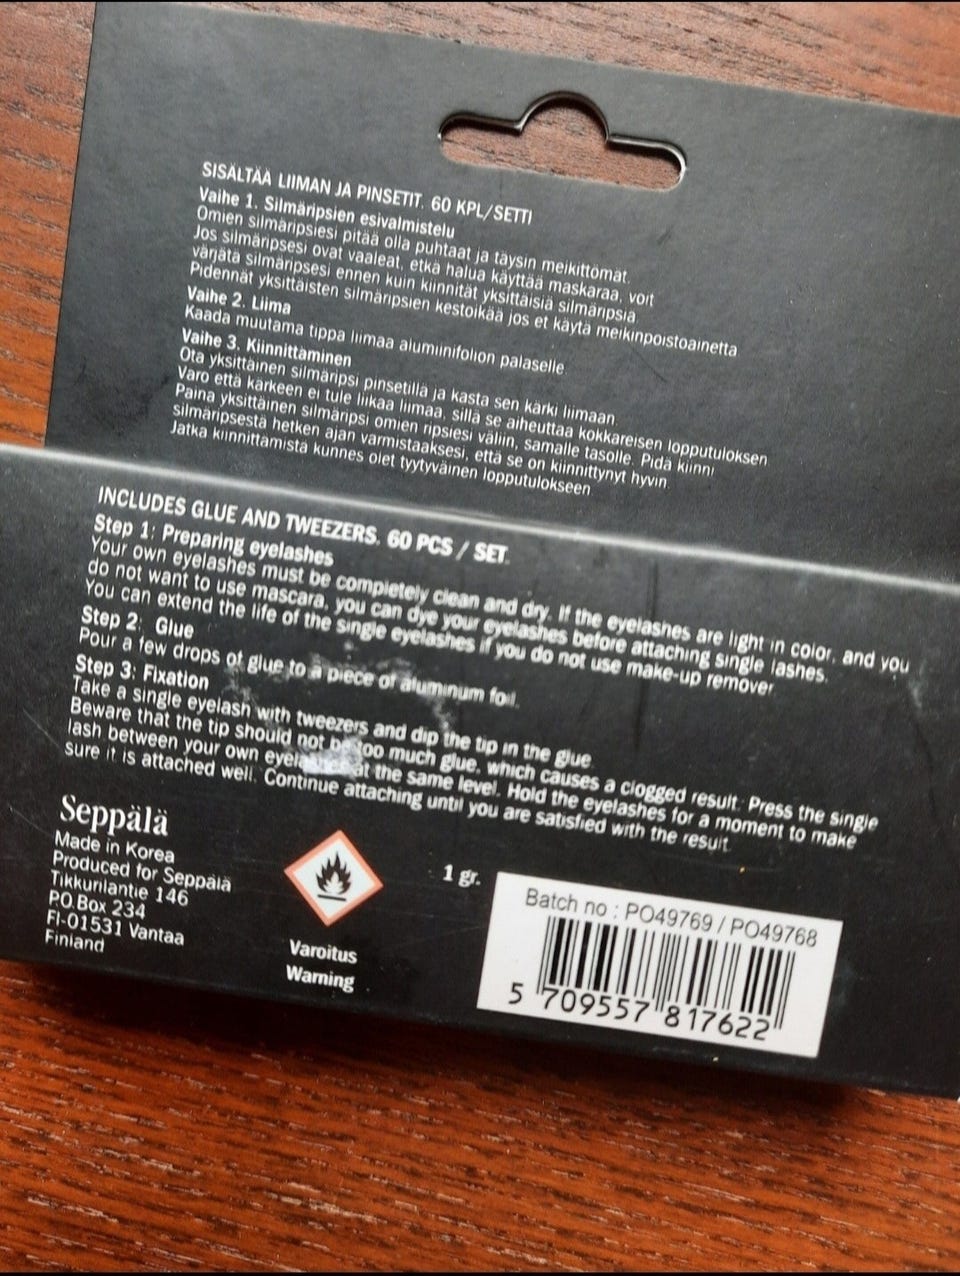 SISÄLTÄÄ LIIMAN JA PINSETIT. 60 KPL/SETTI
Vaihe 1. Silmäripsien esivalmistelu
Omien silmäripsiesi pitää olla puhtaat ja täysin meikittömat.
Jos silmäripsesi ovat vaaleat, etkä halua käyttää maskaraa, voit
värjätä silmäripsesi ennen kuin kiinnität yksittäisiä silmäripsia
Pidennät yksittäisten silmäripsien kestoikää jos et käytä meikinpoistoainetta
Vaihe 2. Liima
Kaada muutama tippa liimaa alumiinifolion palaselle
Vaihe 3. Kiinnittäminen
Ota yksittäinen silmäripsi pinsetillä ja kasta sen kärki liimaan.
Varo että kärkeen ei tule liikaa liimaa, sillä se aiheuttaa kokkareisen lopputuloksen
Paina yksittäinen silmäripsi omien ripsiesi väliin, samalle tasolle. Pidä kiinni
silmäripsestä hetken ajan varmistaaksesi, että se on kiinnittynyt hyvin.
Jatka kiinnittämistä kunnes olet tyytyväinen lopputulokseen
INCLUDES GLUE AND TWEEZERS. 60 PCS / SET.
Step 1: Preparing eyelashes
Your own eyelashes must be completely clean and dry. If the eyelashes are light in color, and you
do not want to use mascara, you can dye your eyelashes before attaching single lashes.
You can extend the life of the single eyelashes if you do not use make-up remover.
Step 2: Glue
Pour a few drops of glue to a piece of aluminum foil.
Step 3: Fixation
Take a single eyelash with tweezers and dip the tip in the glue.
Beware that the tip should not too much glue, which causes a clogged result. Press the single
lash between your own at the same level. Hold the eyelashes for a moment to make
sure it is attached well. Continue attaching until you are satisfied with the result.
Seppälä
Made in Korea
Produced for Seppälä
Tikkurilantie 146
P.O.Box 234
FI-01531 Vantaa
Finland
Varoitus
Warning
1 gr.
Batch no : PO49769 / PO49768
5 709557 817622